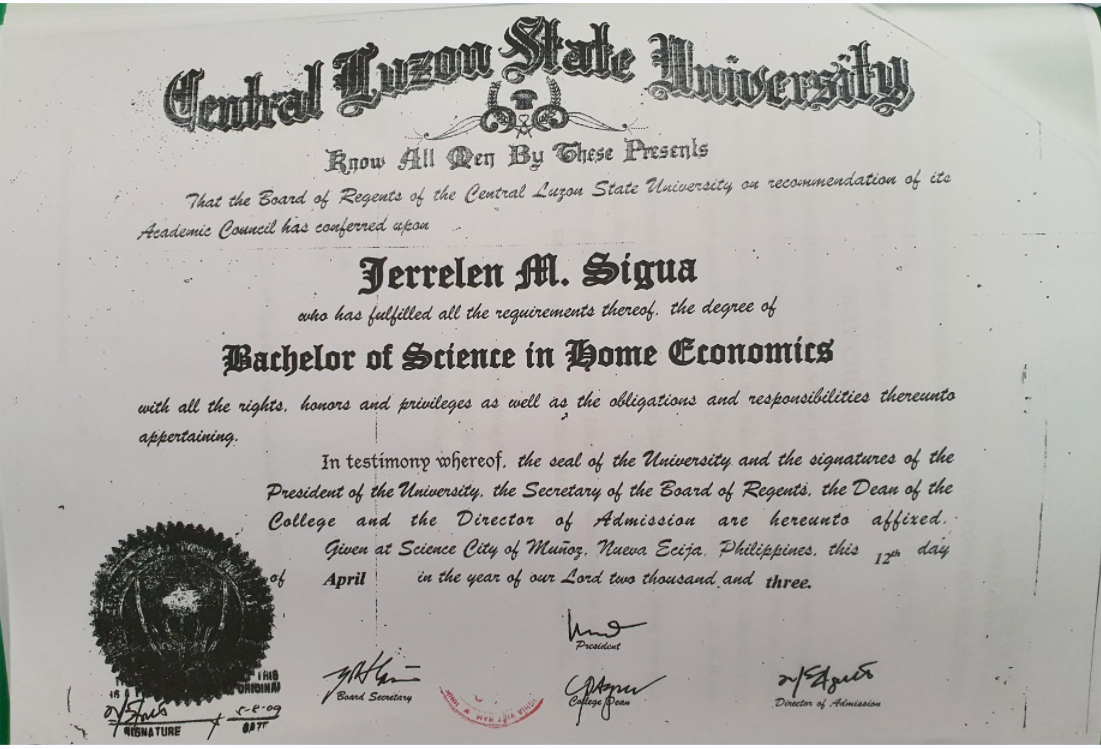 Central Luzon State University
Know All Men By These Presents
That the Board of Regents of the Central Luzon State University on recommendation of its
Academic Council has conferred upon
Jerrelen M. Sigua
who has fulfilled all the requirements thereof, the degree of
Bachelor of Science in Home Economics
with all the rights, honors and privileges as well as the obligations and responsibilities thereunto
appertaining.
In testimony whereof, the seal of the University and the signatures of the
President of the University, the Secretary of the Board of Regents, the Dean of the
College and the Director of Admission are hereunto affixed.
Given at Science City of Muñoz, Nueva Ecija, Philippines, this 12th day
of April in the year of our Lord two thousand and three.
President
Board Secretary
College Dean
Director of Admission
THIS
ORIGINAL
5-8-09
SIGNATURE
DATE